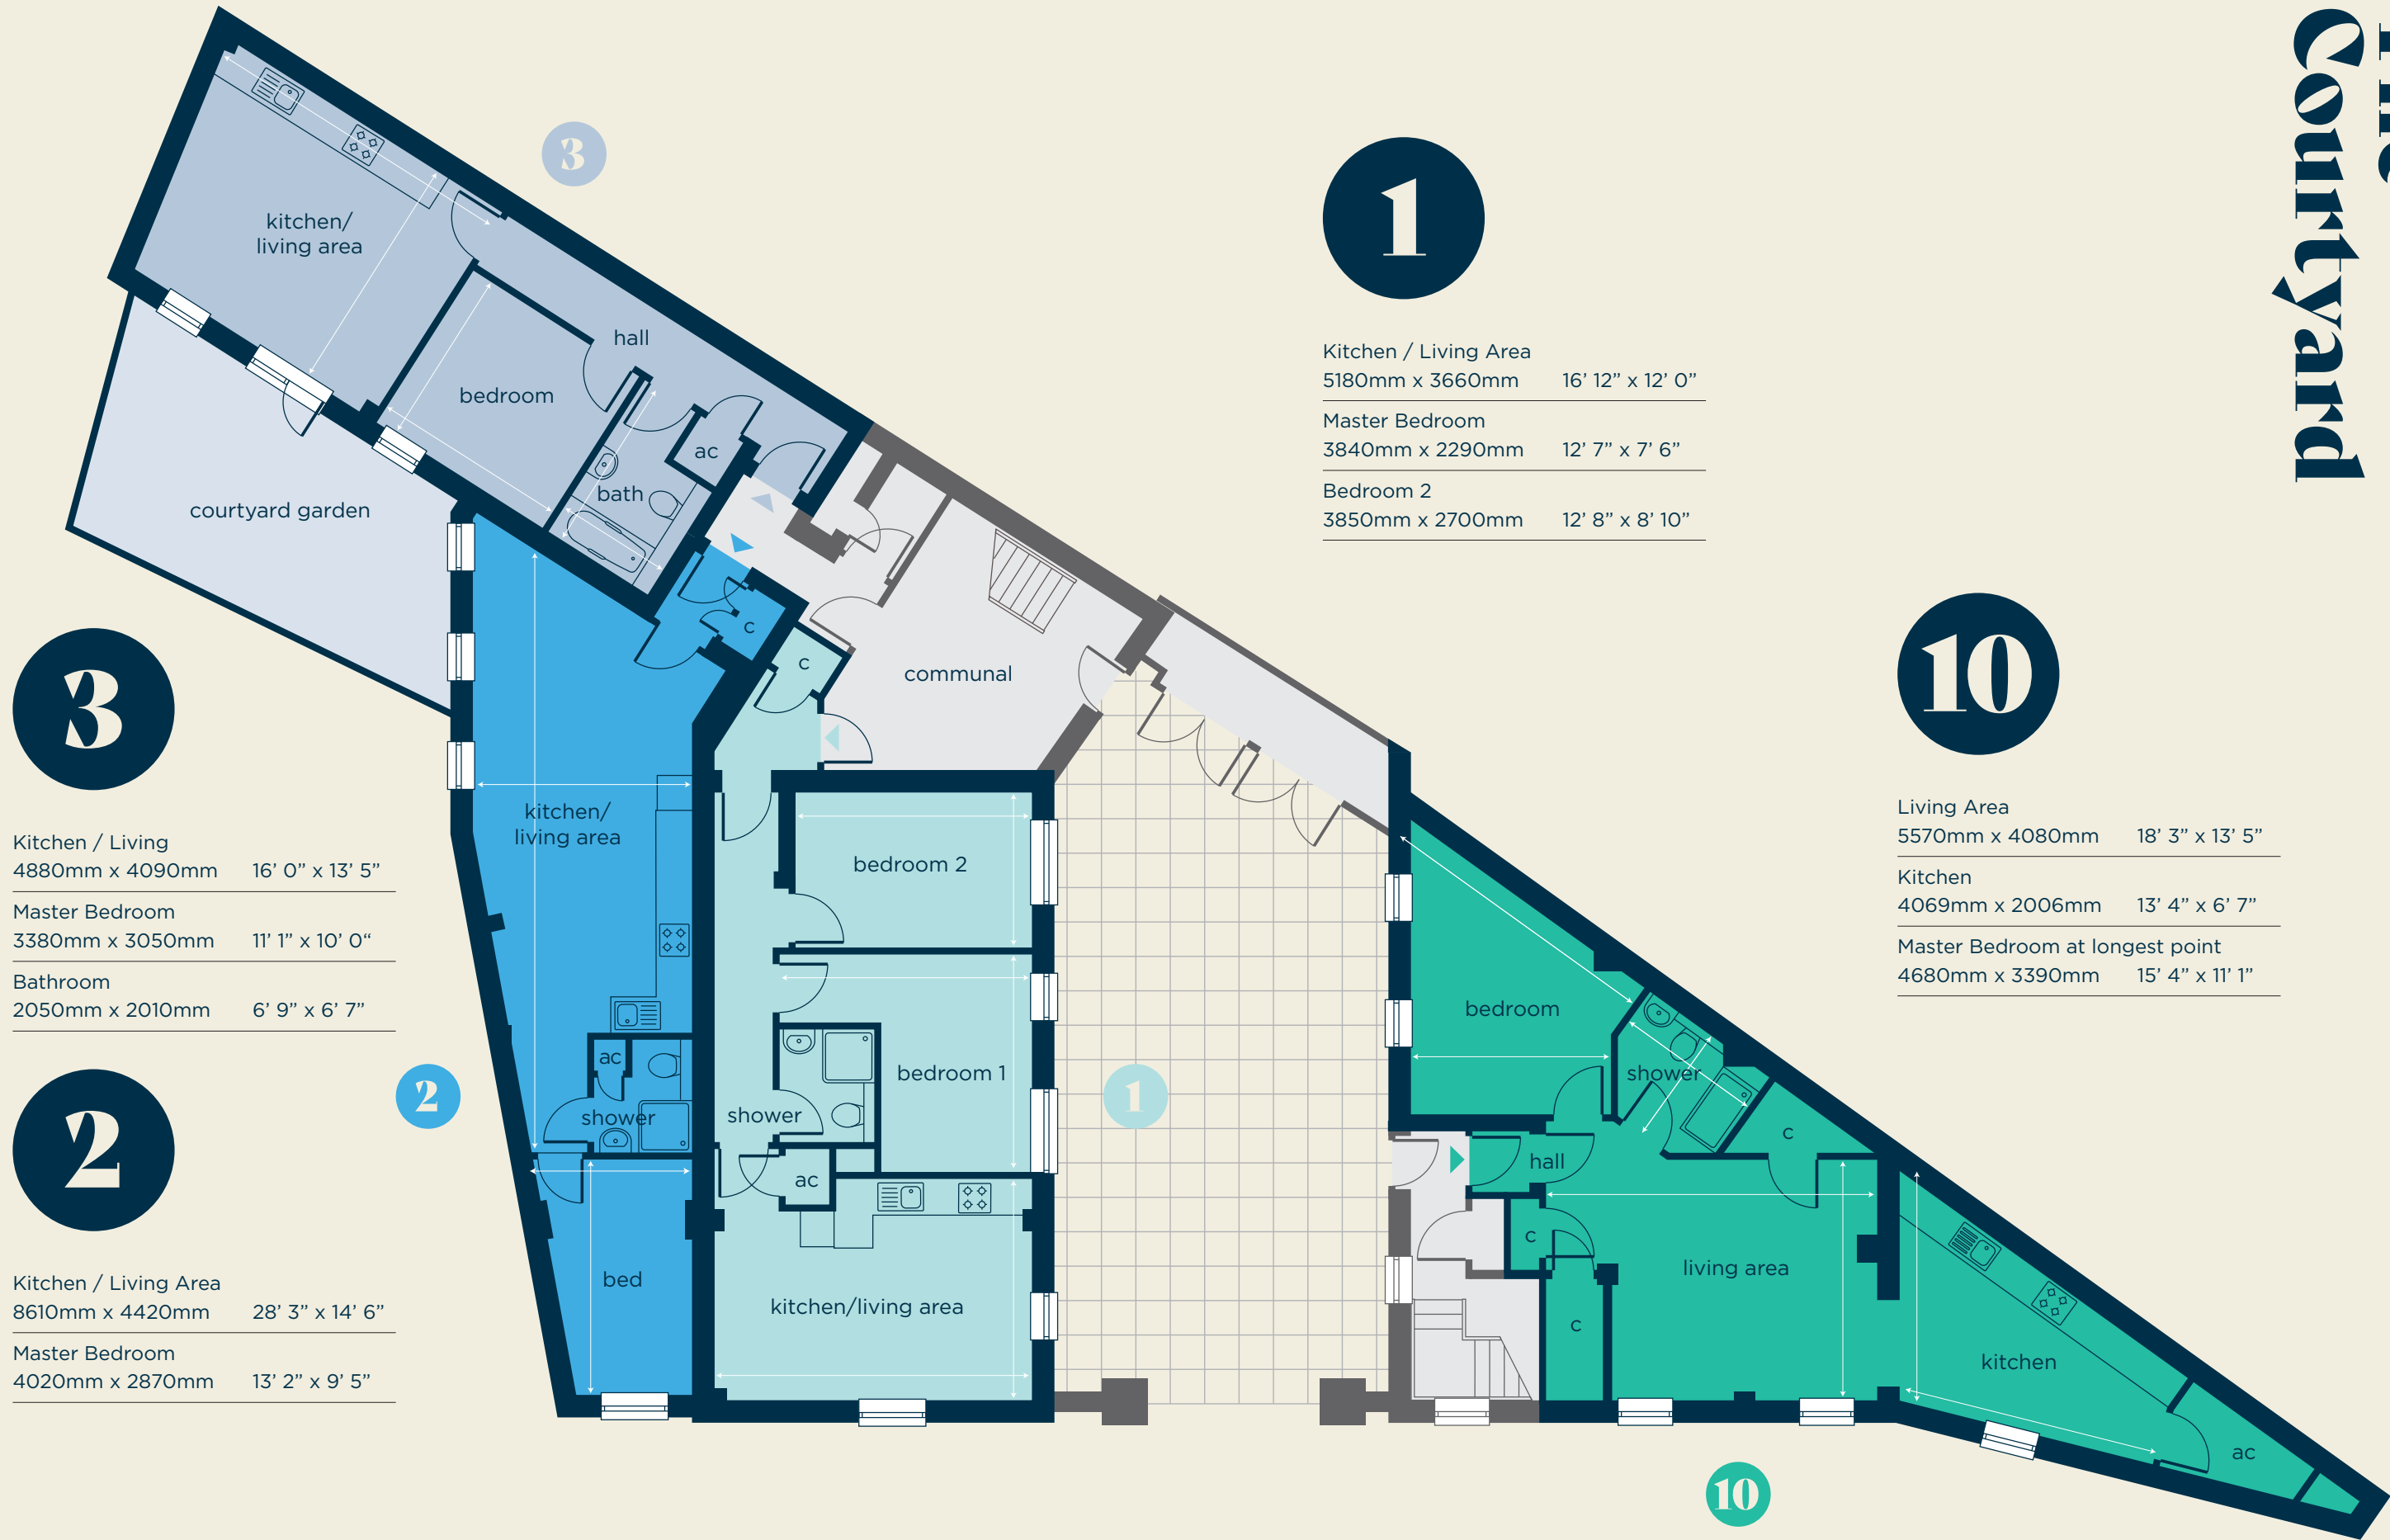 Courtyard
3
kitchen/
living area
hall
bedroom
ac
bath
courtyard garden
c
c
communal
kitchen/
living area
bedroom 2
bedroom 1
ac
shower
shower
ac
bed
kitchen/living area
2
1
bedroom
shower
c
hall
c
living area
c
kitchen
ac
10
1
Kitchen / Living Area
5180mm x 3660mm 16’ 12” x 12’ 0”
Master Bedroom
3840mm x 2290mm 12’ 7” x 7’ 6”
Bedroom 2
3850mm x 2700mm 12’ 8” x 8’ 10”
10
Living Area
5570mm x 4080mm 18’ 3” x 13’ 5”
Kitchen
4069mm x 2006mm 13’ 4” x 6’ 7”
Master Bedroom at longest point
4680mm x 3390mm 15’ 4” x 11’ 1”
3
Kitchen / Living
4880mm x 4090mm 16’ 0” x 13’ 5”
Master Bedroom
3380mm x 3050mm 11’ 1” x 10’ 0“
Bathroom
2050mm x 2010mm 6’ 9” x 6’ 7”
2
Kitchen / Living Area
8610mm x 4420mm 28’ 3” x 14’ 6”
Master Bedroom
4020mm x 2870mm 13’ 2” x 9’ 5”